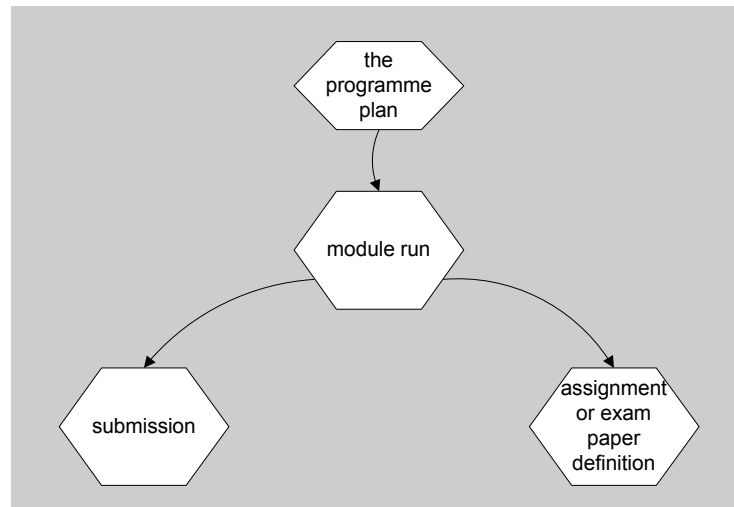 the
programme
plan
module run
submission
assignment
or exam
paper
definition